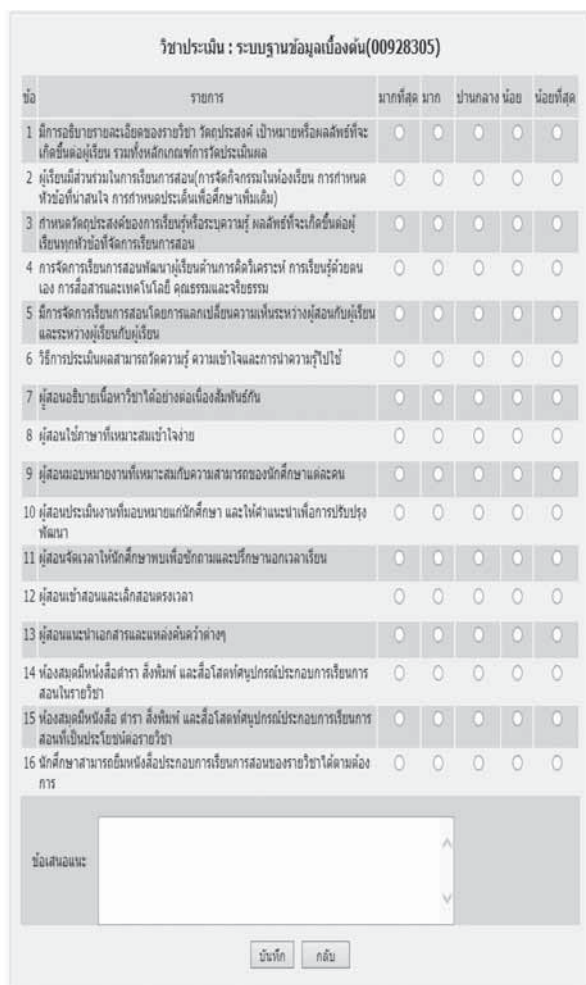 วิชาประเมิน : ระบบฐานข้อมูลเบื้องต้น(00928305)
ข้อ รายการ มากที่สุด มาก ปานกลาง น้อย น้อยที่สุด
1 มีการอธิบายรายละเอียดของรายวิชา วัตถุประสงค์ เป้าหมายหรือผลลัพธ์ที่จะ
เกิดขึ้นต่อผู้เรียน รวมทั้งหลักเกณฑ์การวัดประเมินผล
2 ผู้เรียนมีส่วนร่วมในการเรียนการสอน(การจัดกิจกรรมในห้องเรียน การกำหนด
หัวข้อที่น่าสนใจ การกำหนดประเด็นเพื่อศึกษาเพิ่มเติม)
3 กำหนดวัตถุประสงค์ของการเรียนรู้หรือระบุความรู้ ผลลัพธ์ที่จะเกิดขึ้นต่อผู้
เรียนทุกหัวข้อที่จัดการเรียนการสอน
4 การจัดการเรียนการสอนพัฒนาผู้เรียนด้านการคิดวิเคราะห์ การเรียนรู้ด้วยตน
เอง การสื่อสารและเทคโนโลยี คุณธรรมและจริยธรรม
5 มีการจัดการเรียนการสอนโดยการแลกเปลี่ยนความเห็นระหว่างผู้สอนกับผู้เรียน
และระหว่างผู้เรียนกับผู้เรียน
6 วิธีการประเมินผลสามารถวัดความรู้ ความเข้าใจและการนำความรู้ไปใช้
7 ผู้สอนอธิบายเนื้อหาวิชาได้อย่างต่อเนื่องสัมพันธ์กัน
8 ผู้สอนใช้ภาษาที่เหมาะสมเข้าใจง่าย
9 ผู้สอนมอบหมายงานที่เหมาะสมกับความสามารถของนักศึกษาแต่ละคน
10 ผู้สอนประเมินงานที่มอบหมายแก่นักศึกษา และให้คำแนะนำเพื่อการปรับปรุง
พัฒนา
11 ผู้สอนจัดเวลาให้นักศึกษาพบเพื่อซักถามและปรึกษานอกเวลาเรียน
12 ผู้สอนเข้าสอนและเลิกสอนตรงเวลา
13 ผู้สอนแนะนำเอกสารและแหล่งค้นคว้าต่างๆ
14 ห้องสมุดมีหนังสือตำรา สิ่งพิมพ์ และสื่อโสตทัศนูปกรณ์ประกอบการเรียนการ
สอนในรายวิชา
15 ห้องสมุดมีหนังสือ ตำรา สิ่งพิมพ์ และสื่อโสตทัศนูปกรณ์ประกอบการเรียนการ
สอนที่เป็นประโยชน์ต่อรายวิชา
16 นักศึกษาสามารถยืมหนังสือประกอบการเรียนการสอนของรายวิชาได้ตามต้อง
การ
ข้อเสนอแนะ
บันทึก กลับ